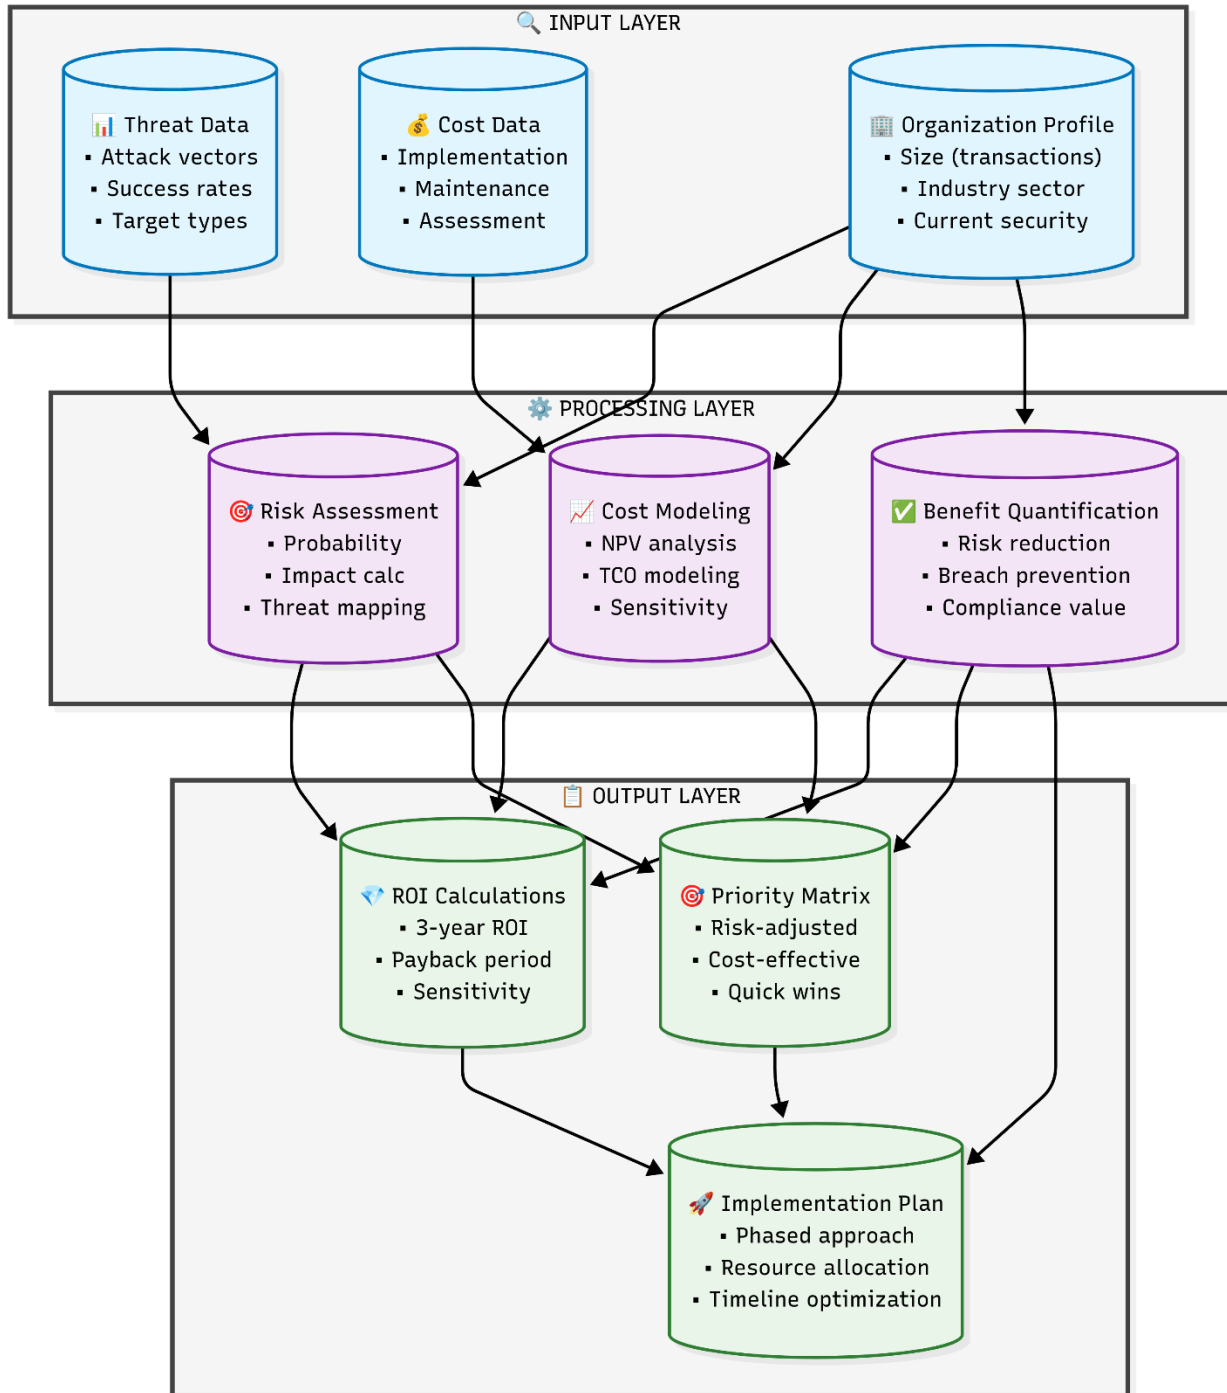 🔍 INPUT LAYER
📊 Threat Data
▪ Attack vectors
▪ Success rates
▪ Target types
💰 Cost Data
▪ Implementation
▪ Maintenance
▪ Assessment
🏢 Organization Profile
▪ Size (transactions)
▪ Industry sector
▪ Current security
⚙️ PROCESSING LAYER
🎯 Risk Assessment
▪ Probability
▪ Impact calc
▪ Threat mapping
📈 Cost Modeling
▪ NPV analysis
▪ TCO modeling
▪ Sensitivity
✅ Benefit Quantification
▪ Risk reduction
▪ Breach prevention
▪ Compliance value
📋 OUTPUT LAYER
💎 ROI Calculations
▪ 3-year ROI
▪ Payback period
▪ Sensitivity
🎯 Priority Matrix
▪ Risk-adjusted
▪ Cost-effective
▪ Quick wins
🚀 Implementation Plan
▪ Phased approach
▪ Resource allocation
▪ Timeline optimization